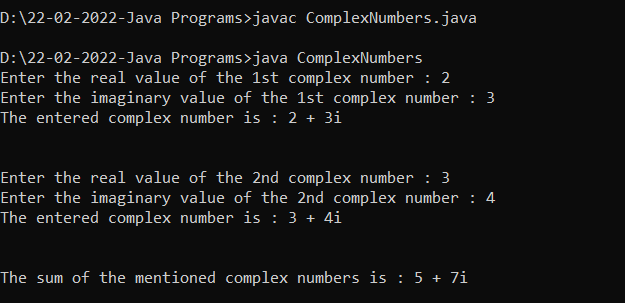 D:\22-02-2022-Java Programs>javac ComplexNumbers.java
D:\22-02-2022-Java Programs>java ComplexNumbers
Enter the real value of the 1st complex number : 2
Enter the imaginary value of the 1st complex number : 3
The entered complex number is : 2 + 3i
Enter the real value of the 2nd complex number : 3
Enter the imaginary value of the 2nd complex number : 4
The entered complex number is : 3 + 4i
The sum of the mentioned complex numbers is : 5 + 7i